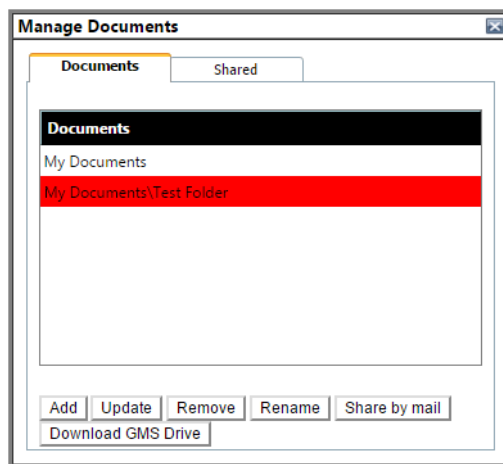 Manage Documents
Documents Shared
Documents
My Documents
My Documents\Test Folder
Add Update Remove Rename Share by mail
Download GMS Drive